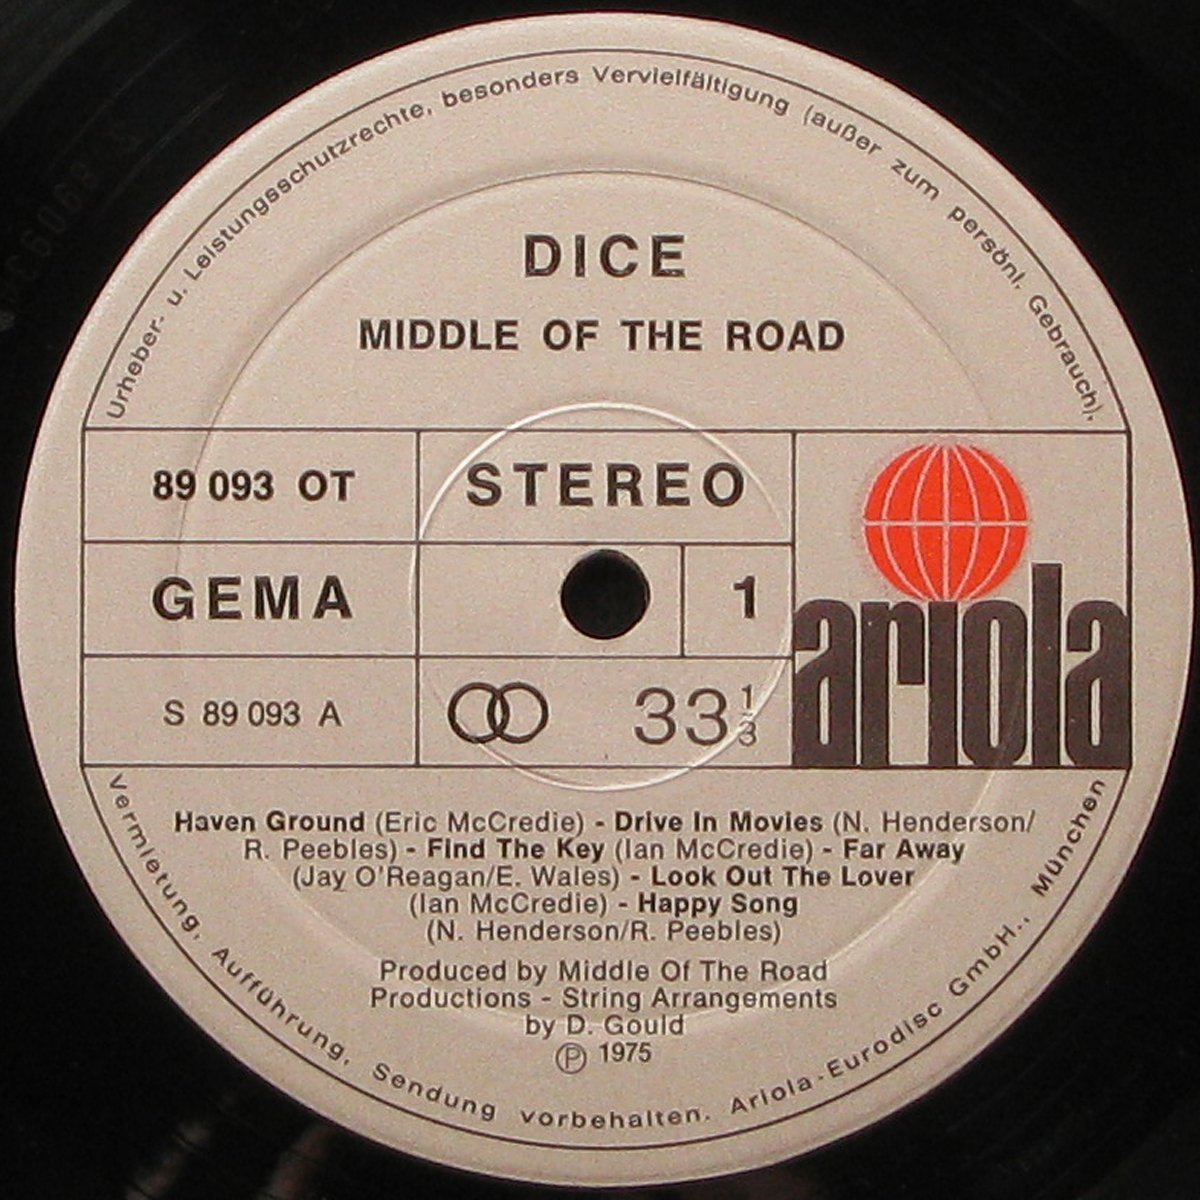 Urheber- u. Leistungsschutzrechte, besonders Vervielfältigung (außer zum persönl. Gebrauch),
DICE
MIDDLE OF THE ROAD
89 093 OT
STEREO
GEMA
1
ariola
S 89 093 A
33 1/3
Haven Ground (Eric McCredie) - Drive In Movies (N. Henderson/
R. Peebles) - Find The Key (Ian McCredie) - Far Away
(Jay O'Reagan/E. Wales) - Look Out The Lover
(Ian McCredie) - Happy Song
(N. Henderson/R. Peebles)
Produced by Middle Of The Road
Productions - String Arrangements
by D. Gould
℗ 1975
Vermietung, Aufführung, Sendung vorbehalten. Ariola-Eurodisc GmbH., München